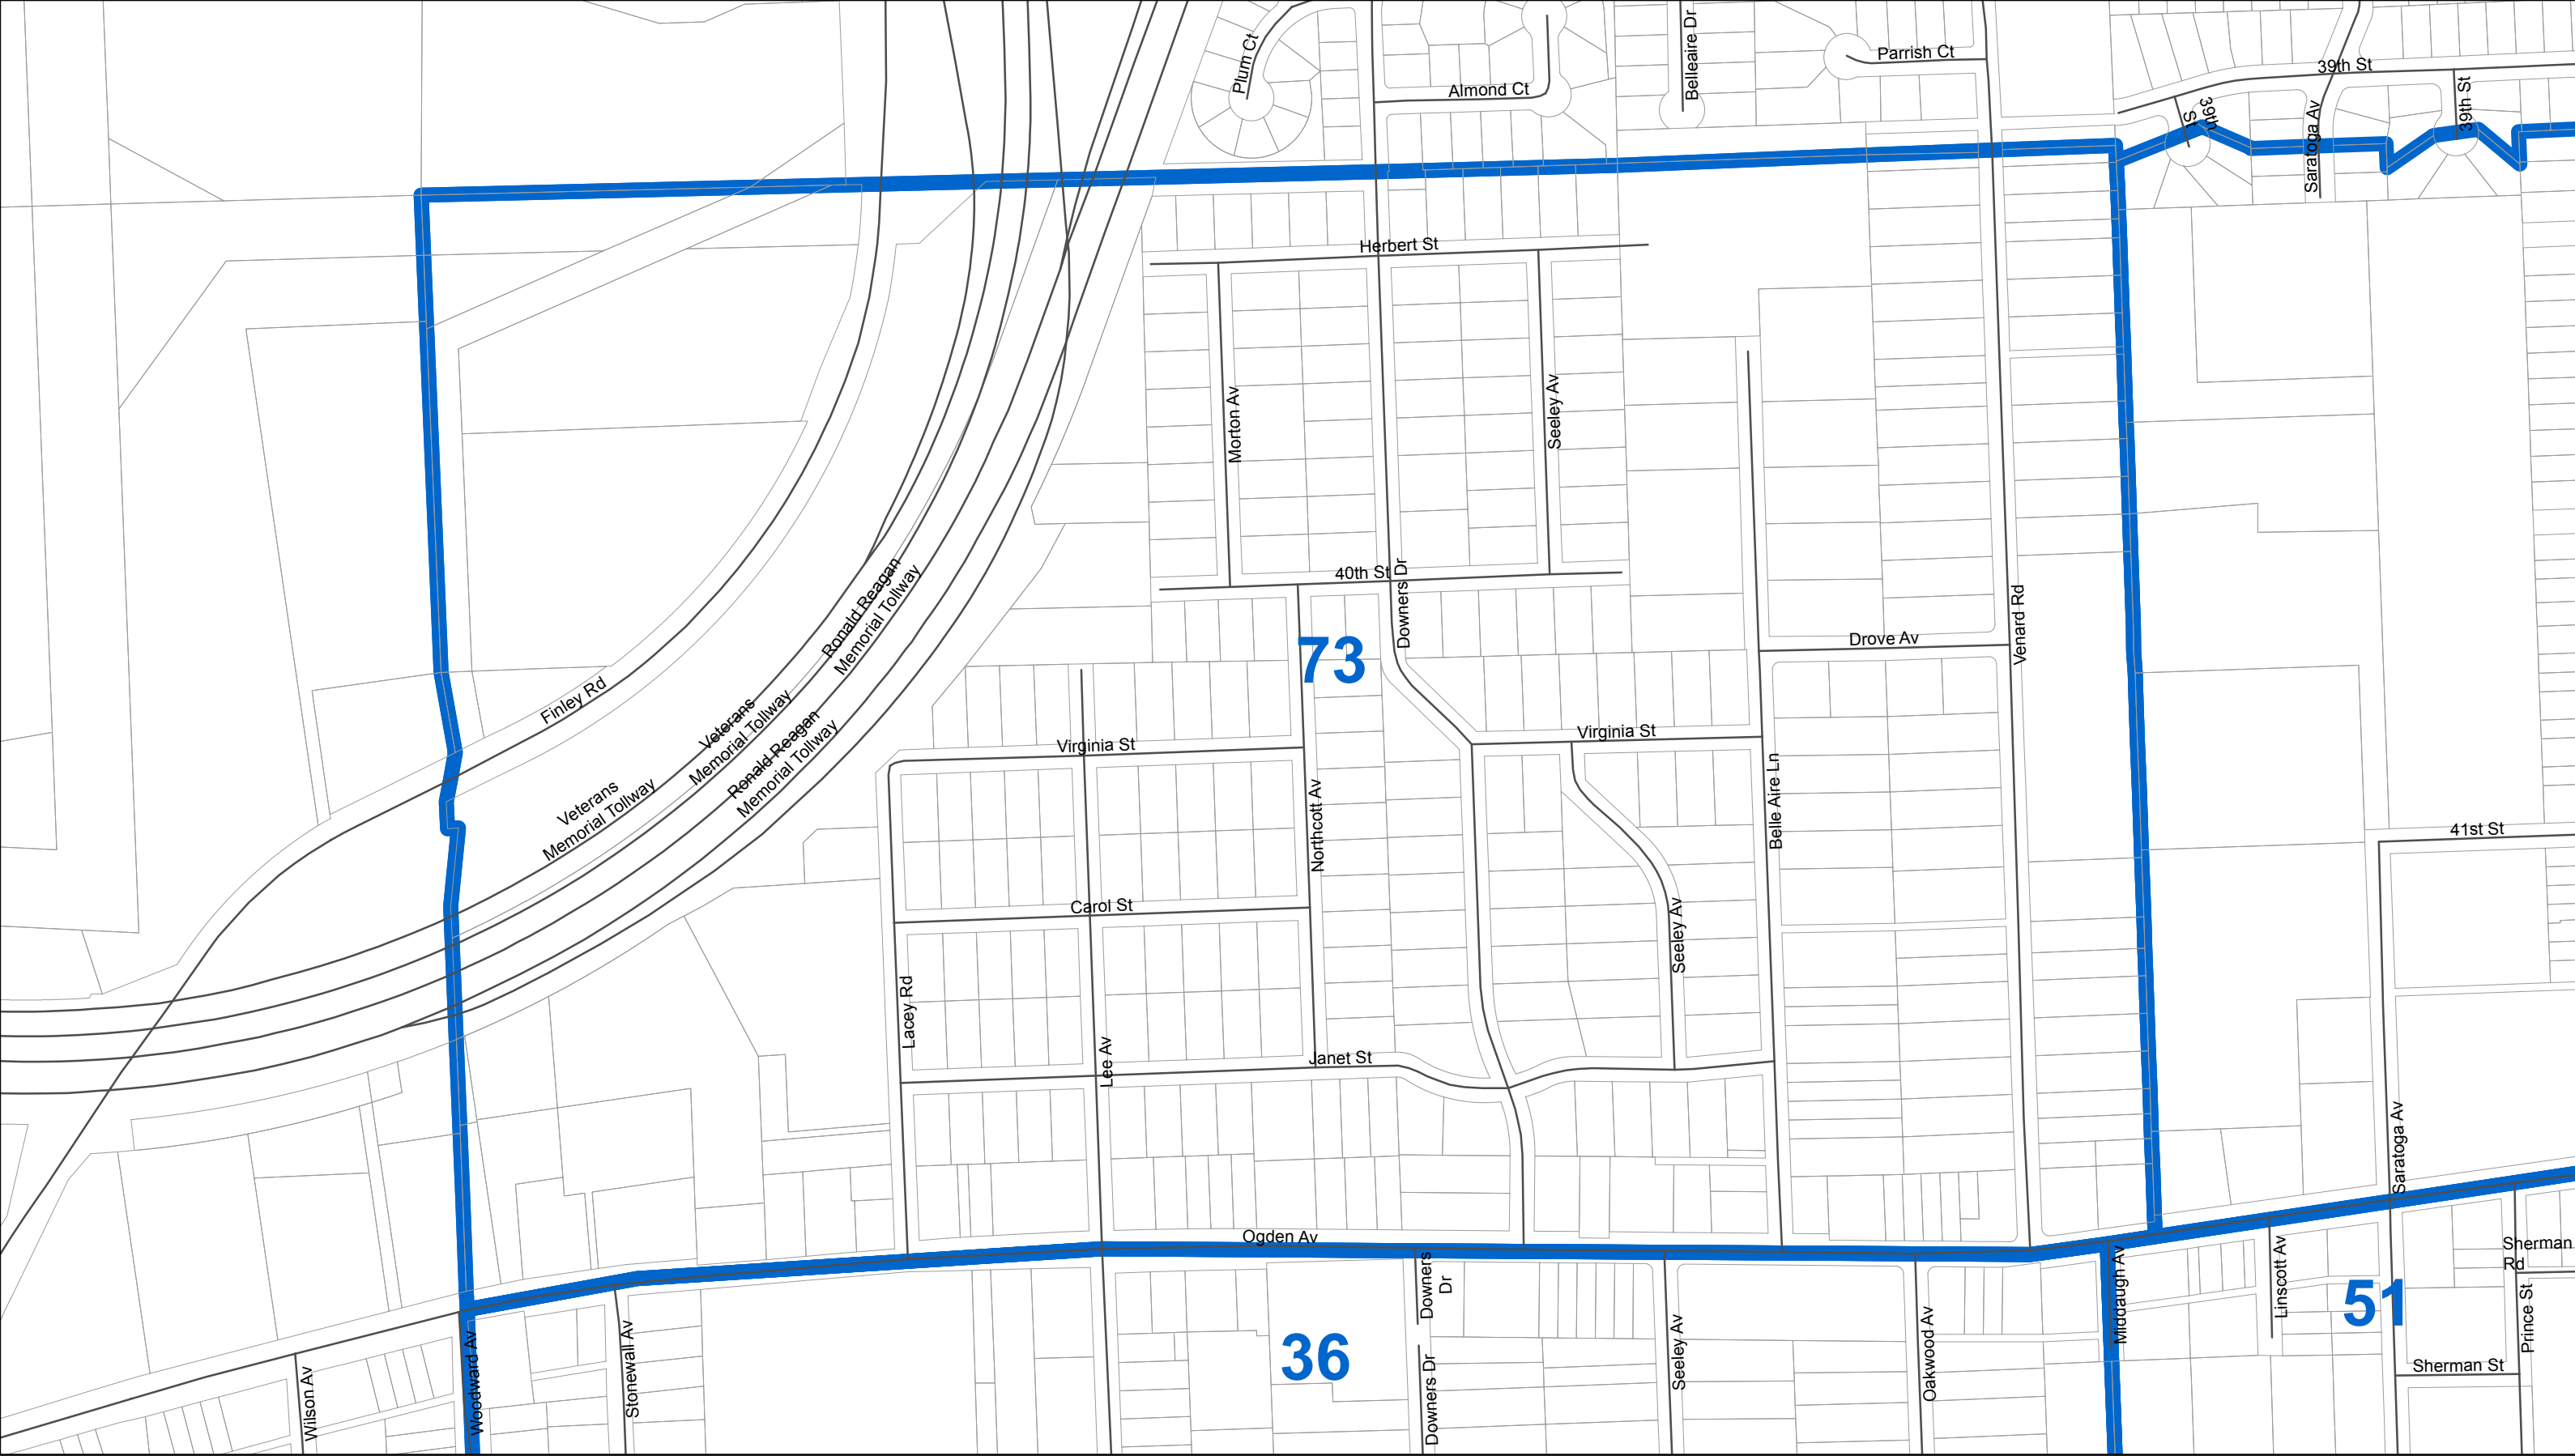 Plum Ct
Almond Ct
Belleaire Dr
Parrish Ct
39th St
39th
St
Saratoga Av
39th St
Herbert St
Morton Av
Seeley Av
40th St
Downers Dr
73
Venard Rd
Drove Av
Ronald Reagan
Memorial Tollway
Finley Rd
Veterans
Memorial Tollway
Ronald Reagan
Memorial Tollway
Veterans
Memorial Tollway
Virginia St
Virginia St
Northcott Av
Belle Aire Ln
41st St
Carol St
Seeley Av
Lacey Rd
Lee Av
Janet St
Saratoga Av
Ogden Av
Downers
Dr
Middaugh Av
Linscott Av
Sherman
Rd
51
Prince St
36
Woodward Av
Wilson Av
Stonewall Av
Downers Dr
Seeley Av
Oakwood Av
Sherman St